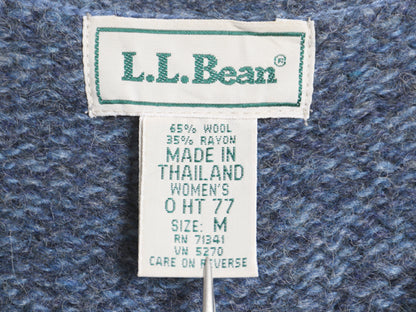 L.L.Bean®
65% WOOL
35% RAYON
MADE IN
THAILAND
WOMEN'S
0 HT 77
SIZE: M
RN 71341
VN 5270
CARE ON REVERSE